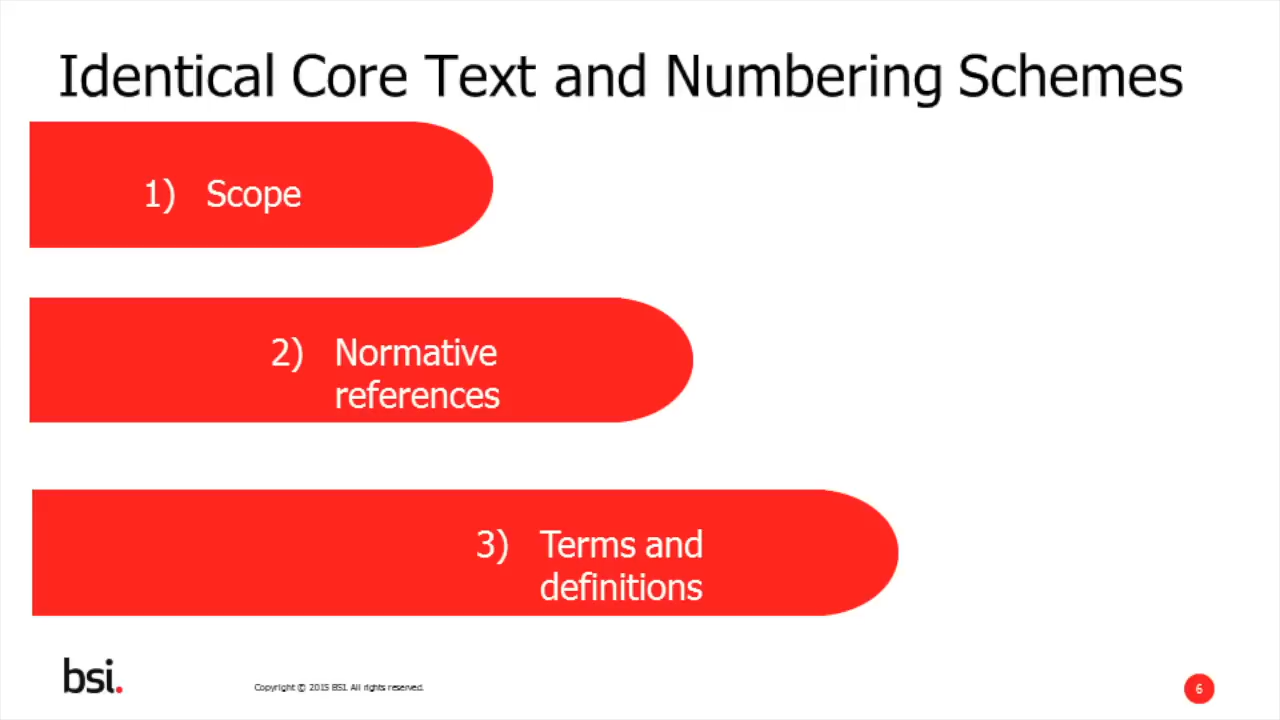 Identical Core Text and Numbering Schemes
1) Scope
2) Normative
references
3) Terms and
definitions
bsi.
Copyright © 2015 BSI. All rights reserved.
6